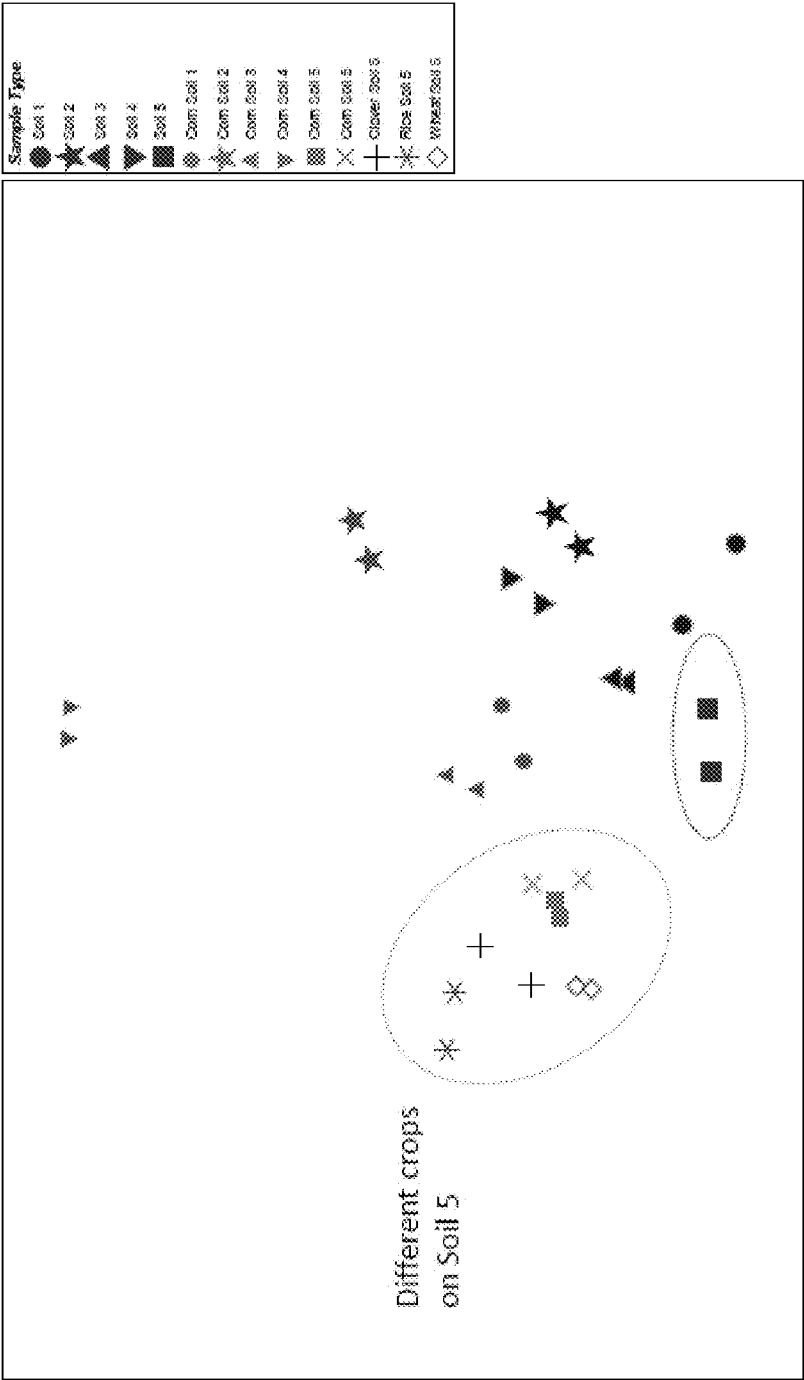 Sample Type
Soil 1
Soil 2
Soil 3
Soil 4
Soil 5
Corn Soil 1
Corn Soil 2
Corn Soil 3
Corn Soil 4
Corn Soil 5
Corn Soil 5
Clover Soil 5
Rice Soil 5
Wheat Soil 5
Different crops
on Soil 5